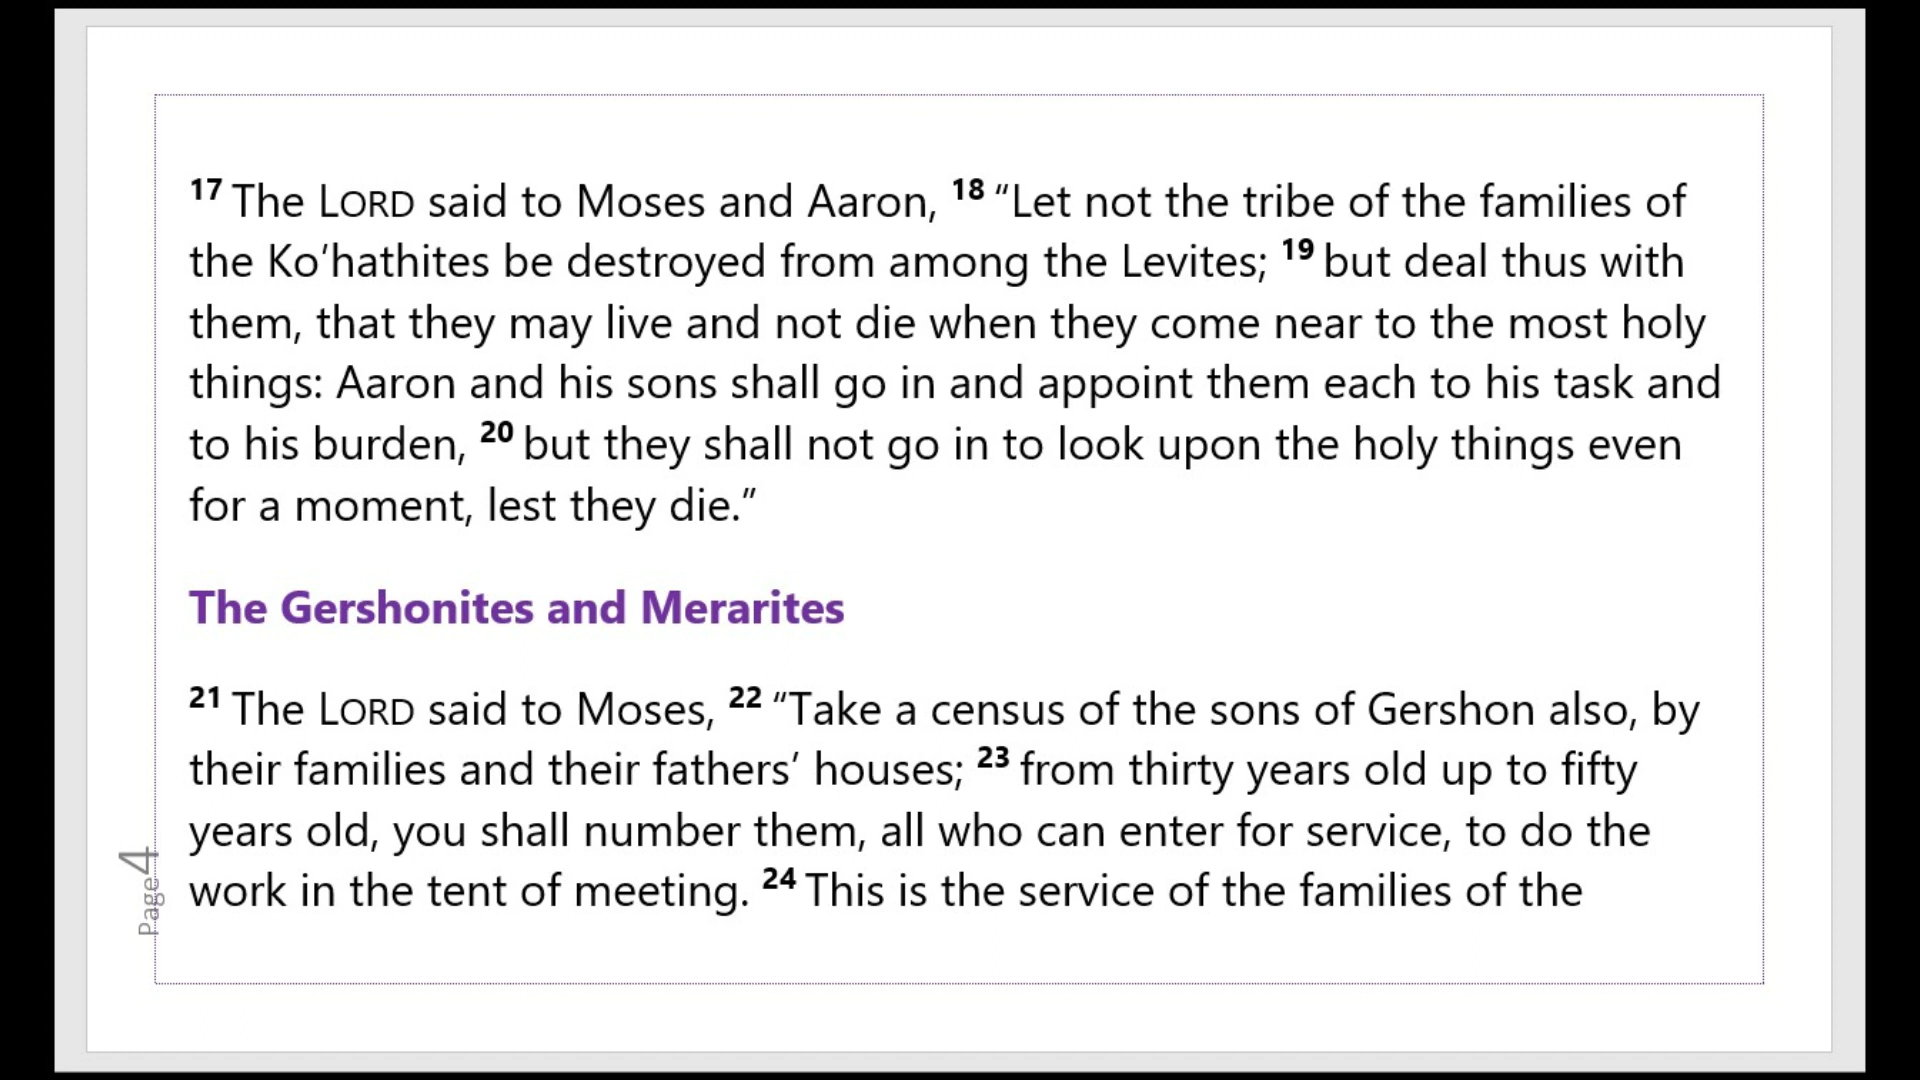 17 The LORD said to Moses and Aaron, 18 “Let not the tribe of the families of
the Ko′hathites be destroyed from among the Levites; 19 but deal thus with
them, that they may live and not die when they come near to the most holy
things: Aaron and his sons shall go in and appoint them each to his task and
to his burden, 20 but they shall not go in to look upon the holy things even
for a moment, lest they die.”
The Gershonites and Merarites
21 The LORD said to Moses, 22 “Take a census of the sons of Gershon also, by
their families and their fathers’ houses; 23 from thirty years old up to fifty
years old, you shall number them, all who can enter for service, to do the
work in the tent of meeting. 24 This is the service of the families of the
Page 4